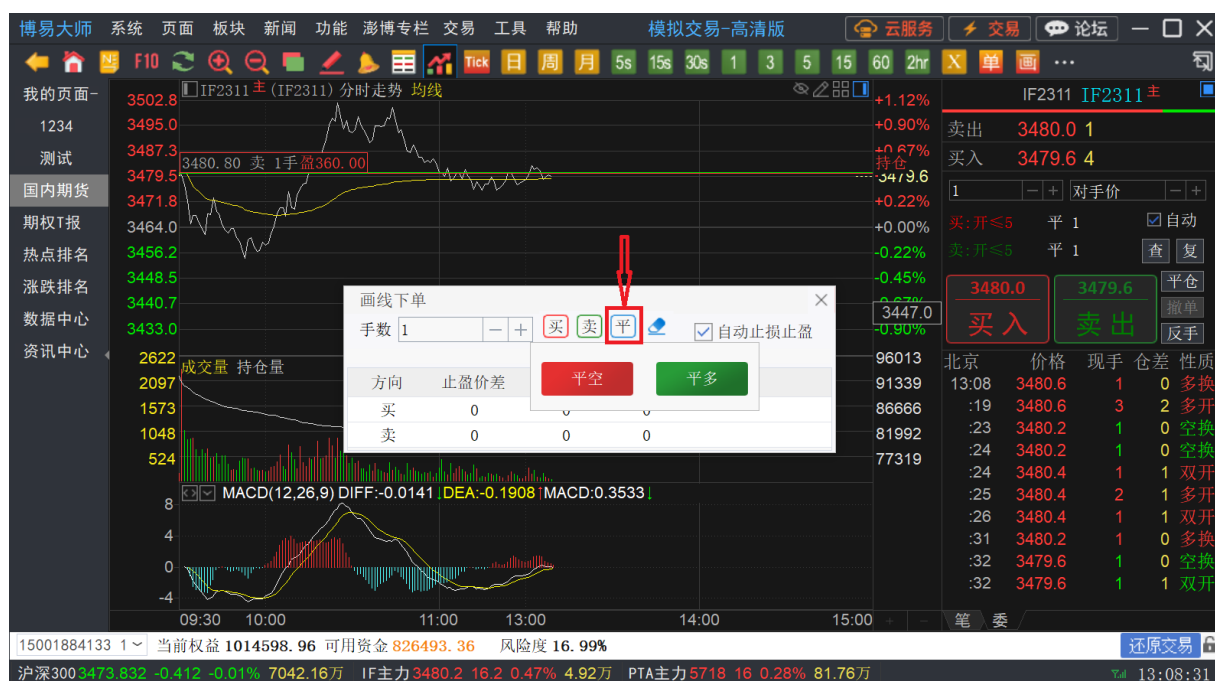 博易大师 系统 页面 板块 新闻 功能 澎博专栏 交易 工具 帮助 模拟交易-高清版 云服务 交易 论坛
F10 Tick 日 周 月 5s 15s 30s 1 3 5 15 60 2hr X 单 画 ···
我的页面-
1234
测试
国内期货
期权T报
热点排名
涨跌排名
数据中心
资讯中心
IF2311主(IF2311) 分时走势 均线
3502.8 +1.12%
3495.0 +0.90%
3487.3 +0.67%
3480.80 卖 1手盈360.00 持仓
3479.5 3479.6
3471.8 +0.22%
3464.0 +0.00%
3456.2 -0.22%
3448.5 -0.45%
3440.7 -0.67%
3447.0
3433.0 -0.90%
2622 成交量 持仓量 96013
2097 91339
1573 86666
1048 81992
524 77319
MACD(12,26,9) DIFF:-0.0141↓DEA:-0.1908↑MACD:0.3533↓
8
4
0
-4
09:30 10:00 11:00 13:00 14:00 15:00 + -
画线下单
手数 1 - + 买 卖 平 自动止损止盈
平空 平多
方向 止盈价差
买 0 0 0
卖 0 0 0
IF2311 IF2311主
卖出 3480.0 1
买入 3479.6 4
1 - + 对手价 - +
买:开≤5 平 1 自动
卖:开≤5 平 1 查 复
3480.0 买入
3479.6 卖出
平仓
撤单
反手
北京 价格 现手 仓差 性质
13:08 3480.6 1 0 多换
:19 3480.6 3 2 多开
:23 3480.2 1 0 空换
:24 3480.2 1 0 空换
:24 3480.4 1 1 双开
:25 3480.4 2 1 多开
:26 3480.4 1 1 双开
:31 3480.2 1 0 多换
:32 3479.6 1 0 空换
:32 3479.6 1 1 双开
笔 委
15001884133 1 当前权益 1014598.96 可用资金 826493.36 风险度 16.99% 还原交易
沪深300 3473.832 -0.412 -0.01% 7042.16万 IF主力 3480.2 16.2 0.47% 4.92万 PTA主力 5718 16 0.28% 81.76万 13:08:31